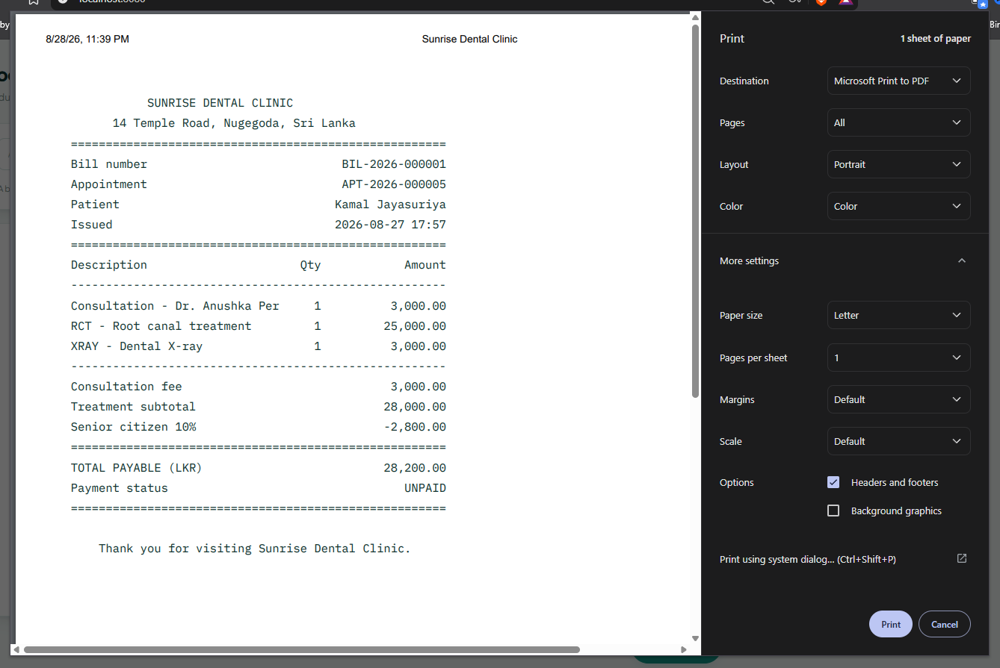 8/28/26, 11:39 PM Sunrise Dental Clinic
SUNRISE DENTAL CLINIC
14 Temple Road, Nugegoda, Sri Lanka
======================================================
Bill number BIL-2026-000001
Appointment APT-2026-000005
Patient Kamal Jayasuriya
Issued 2026-08-27 17:57
======================================================
Description Qty Amount
------------------------------------------------------
Consultation - Dr. Anushka Per 1 3,000.00
RCT - Root canal treatment 1 25,000.00
XRAY - Dental X-ray 1 3,000.00
------------------------------------------------------
Consultation fee 3,000.00
Treatment subtotal 28,000.00
Senior citizen 10% -2,800.00
======================================================
TOTAL PAYABLE (LKR) 28,200.00
Payment status UNPAID
======================================================
Thank you for visiting Sunrise Dental Clinic.
Print 1 sheet of paper
Destination Microsoft Print to PDF
Pages All
Layout Portrait
Color Color
More settings
Paper size Letter
Pages per sheet 1
Margins Default
Scale Default
Options Headers and footers
Background graphics
Print using system dialog... (Ctrl+Shift+P)
Print Cancel